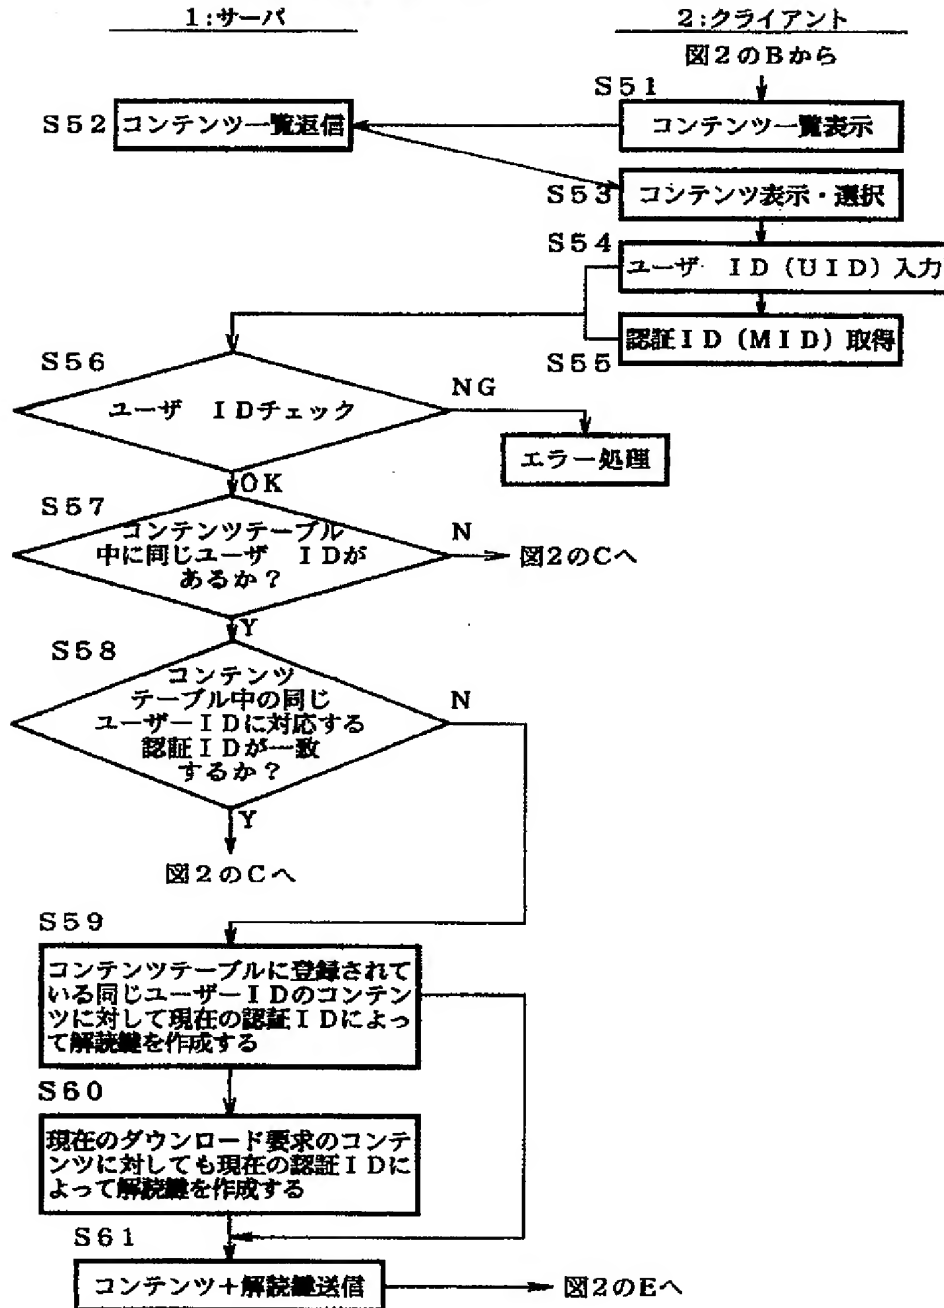 1:サーバ
2:クライアント
図2のBから
S51
コンテンツ一覧表示
S52
コンテンツ一覧返信
S53
コンテンツ表示・選択
S54
ユーザ ID(UID)入力
S55
認証ID(MID)取得
S56
ユーザ IDチェック
NG
エラー処理
OK
S57
コンテンツテーブル
中に同じユーザ IDが
あるか?
N
図2のCへ
Y
S58
コンテンツ
テーブル中の同じ
ユーザーIDに対応する
認証IDが一致
するか?
N
Y
図2のCへ
S59
コンテンツテーブルに登録されて
いる同じユーザーIDのコンテン
ツに対して現在の認証IDによっ
て解読鍵を作成する
S60
現在のダウンロード要求のコンテ
ンツに対しても現在の認証IDに
よって解読鍵を作成する
S61
コンテンツ+解読鍵送信
図2のEへ